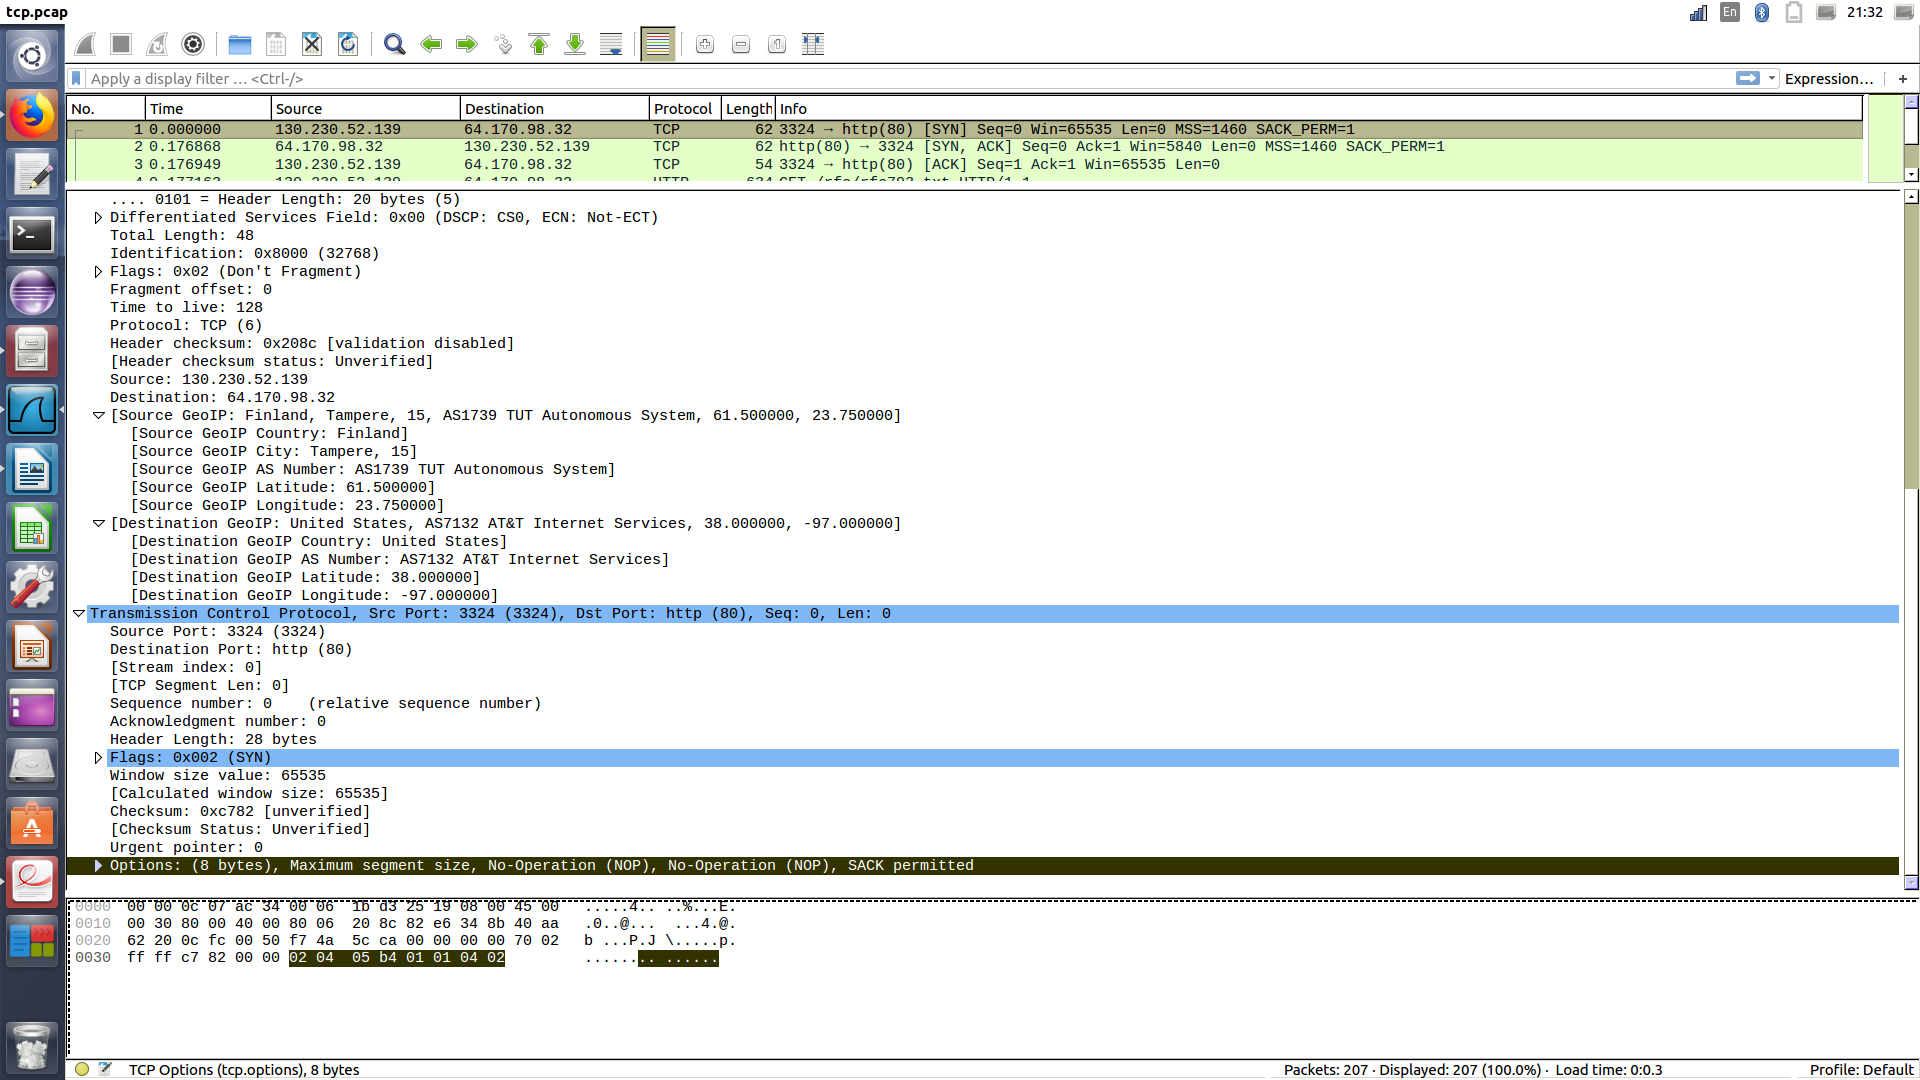 tcp.pcap
En
21:32
Apply a display filter … <Ctrl-/>
Expression…
+
No. Time Source Destination Protocol Length Info
1 0.000000 130.230.52.139 64.170.98.32 TCP 62 3324 → http(80) [SYN] Seq=0 Win=65535 Len=0 MSS=1460 SACK_PERM=1
2 0.176868 64.170.98.32 130.230.52.139 TCP 62 http(80) → 3324 [SYN, ACK] Seq=0 Ack=1 Win=5840 Len=0 MSS=1460 SACK_PERM=1
3 0.176949 130.230.52.139 64.170.98.32 TCP 54 3324 → http(80) [ACK] Seq=1 Ack=1 Win=65535 Len=0
.... 0101 = Header Length: 20 bytes (5)
Differentiated Services Field: 0x00 (DSCP: CS0, ECN: Not-ECT)
Total Length: 48
Identification: 0x8000 (32768)
Flags: 0x02 (Don't Fragment)
Fragment offset: 0
Time to live: 128
Protocol: TCP (6)
Header checksum: 0x208c [validation disabled]
[Header checksum status: Unverified]
Source: 130.230.52.139
Destination: 64.170.98.32
[Source GeoIP: Finland, Tampere, 15, AS1739 TUT Autonomous System, 61.500000, 23.750000]
[Source GeoIP Country: Finland]
[Source GeoIP City: Tampere, 15]
[Source GeoIP AS Number: AS1739 TUT Autonomous System]
[Source GeoIP Latitude: 61.500000]
[Source GeoIP Longitude: 23.750000]
[Destination GeoIP: United States, AS7132 AT&T Internet Services, 38.000000, -97.000000]
[Destination GeoIP Country: United States]
[Destination GeoIP AS Number: AS7132 AT&T Internet Services]
[Destination GeoIP Latitude: 38.000000]
[Destination GeoIP Longitude: -97.000000]
Transmission Control Protocol, Src Port: 3324 (3324), Dst Port: http (80), Seq: 0, Len: 0
Source Port: 3324 (3324)
Destination Port: http (80)
[Stream index: 0]
[TCP Segment Len: 0]
Sequence number: 0    (relative sequence number)
Acknowledgment number: 0
Header Length: 28 bytes
Flags: 0x002 (SYN)
Window size value: 65535
[Calculated window size: 65535]
Checksum: 0xc782 [unverified]
[Checksum Status: Unverified]
Urgent pointer: 0
Options: (8 bytes), Maximum segment size, No-Operation (NOP), No-Operation (NOP), SACK permitted
0000 00 00 0c 07 ac 34 00 06 1b d3 25 19 08 00 45 00 .....4.. ..%...E.
0010 00 30 80 00 40 00 80 06 20 8c 82 e6 34 8b 40 aa .0..@... ...4.@.
0020 62 20 0c fc 00 50 f7 4a 5c ca 00 00 00 00 70 02 b ...P.J \.....p.
0030 ff ff c7 82 00 00 02 04 05 b4 01 01 04 02 ........ ......
TCP Options (tcp.options), 8 bytes
Packets: 207 · Displayed: 207 (100.0%) · Load time: 0:0.3
Profile: Default